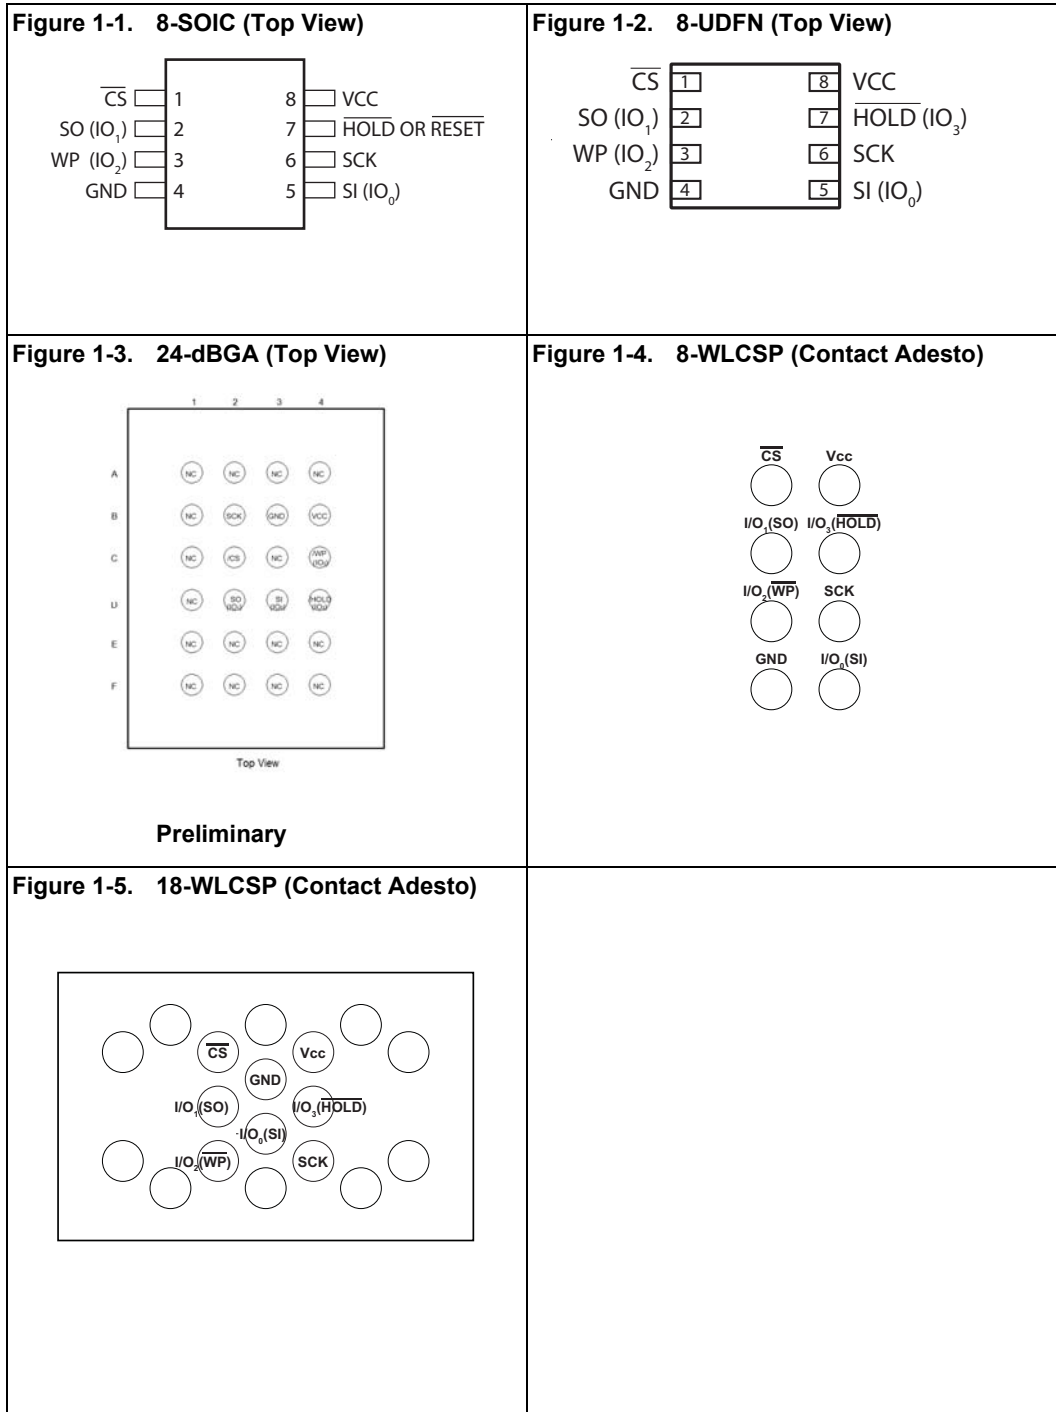 Figure 1-1. 8-SOIC (Top View)
CS 1 8 VCC
SO (IO1) 2 7 HOLD OR RESET
WP (IO2) 3 6 SCK
GND 4 5 SI (IO0)
Figure 1-2. 8-UDFN (Top View)
CS 1 8 VCC
SO (IO1) 2 7 HOLD (IO3)
WP (IO2) 3 6 SCK
GND 4 5 SI (IO0)
Figure 1-3. 24-dBGA (Top View)
1 2 3 4
A NC NC NC NC
B NC SCK GND VCC
C NC /CS NC /WP
D NC SO SI HOLD
E NC NC NC NC
F NC NC NC NC
Top View
Preliminary
Figure 1-4. 8-WLCSP (Contact Adesto)
CS Vcc
I/O1(SO) I/O3(HOLD)
I/O2(WP) SCK
GND I/O0(SI)
Figure 1-5. 18-WLCSP (Contact Adesto)
CS Vcc
GND
I/O1(SO) I/O3(HOLD)
I/O0(SI)
I/O2(WP) SCK